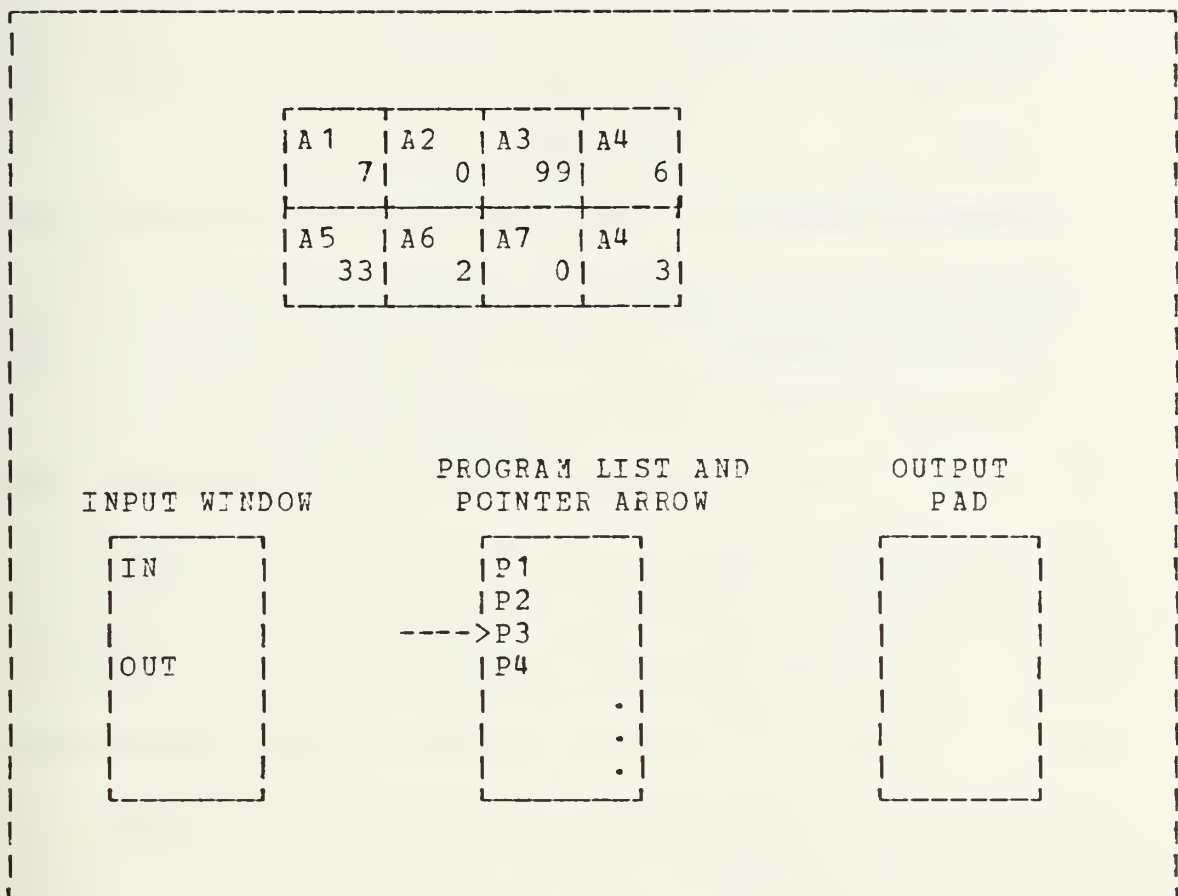 A1 A2 A3 A4
7 0 99 6
A5 A6 A7 A4
33 2 0 3
PROGRAM LIST AND OUTPUT
INPUT WINDOW POINTER ARROW PAD
IN P1
P2
---->P3
OUT P4
.
.
.